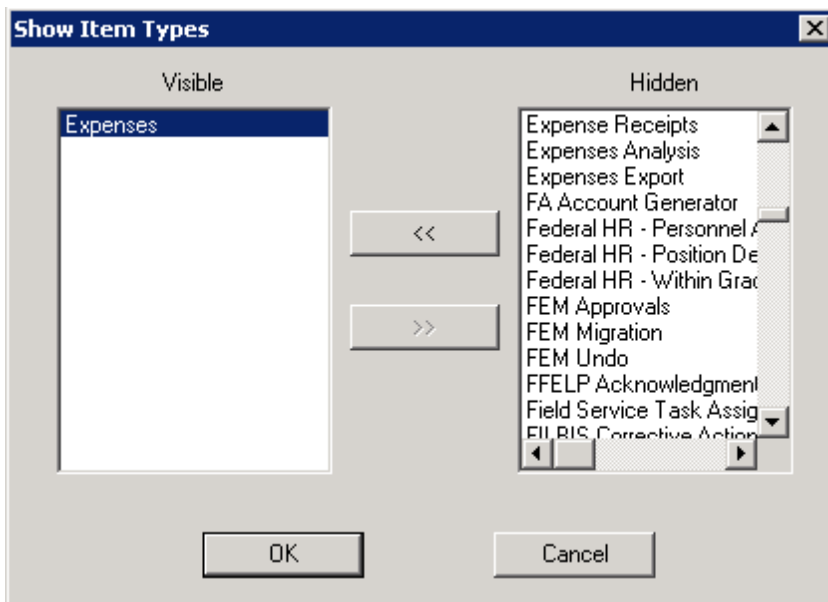 Show Item Types
Visible
Hidden
Expenses
Expense Receipts
Expenses Analysis
Expenses Export
FA Account Generator
Federal HR - Personnel
Federal HR - Position De
Federal HR - Within Grad
FEM Approvals
FEM Migration
FEM Undo
FFELP Acknowledgment
Field Service Task Assig
Corrective Action
<<
>>
OK
Cancel